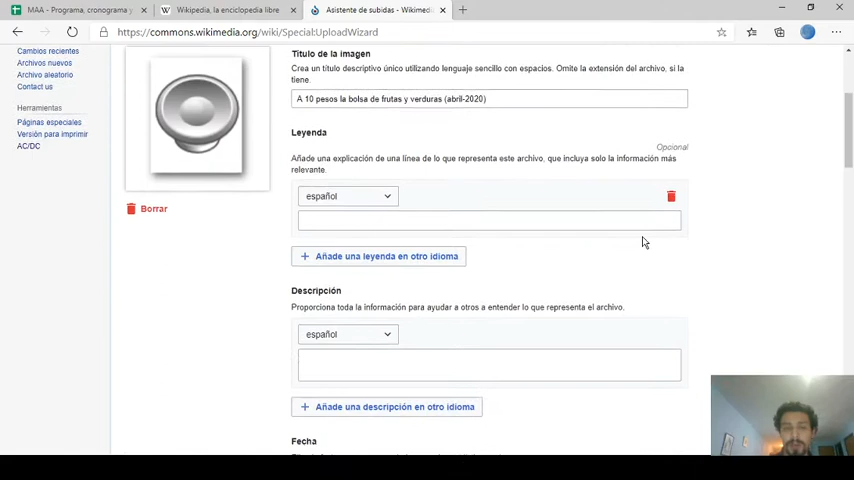 MAA - Programa, cronograma y
Wikipedia, la enciclopedia libre
Asistente de subidas - Wikimed
https://commons.wikimedia.org/wiki/Special:UploadWizard
Cambios recientes
Archivos nuevos
Archivo aleatorio
Contact us
Herramientas
Páginas especiales
Versión para imprimir
AC/DC
Borrar
Título de la imagen
Crea un título descriptivo único utilizando lenguaje sencillo con espacios. Omite la extensión del archivo, si la
tiene.
A 10 pesos la bolsa de frutas y verduras (abril-2020)
Leyenda
Opcional
Añade una explicación de una línea de lo que representa este archivo, que incluya solo la información más
relevante.
español
+ Añade una leyenda en otro idioma
Descripción
Proporciona toda la información para ayudar a otros a entender lo que representa el archivo.
español
+ Añade una descripción en otro idioma
Fecha